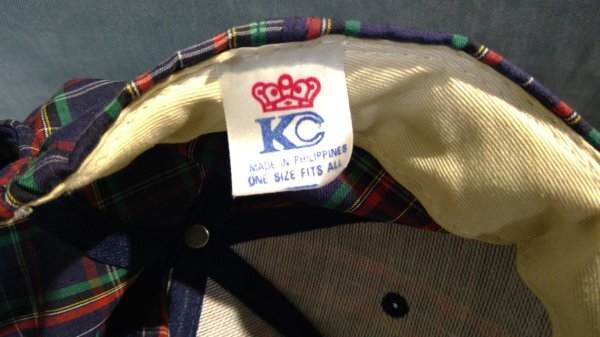 KC
MADE IN PHILIPPINES
ONE SIZE FITS ALL